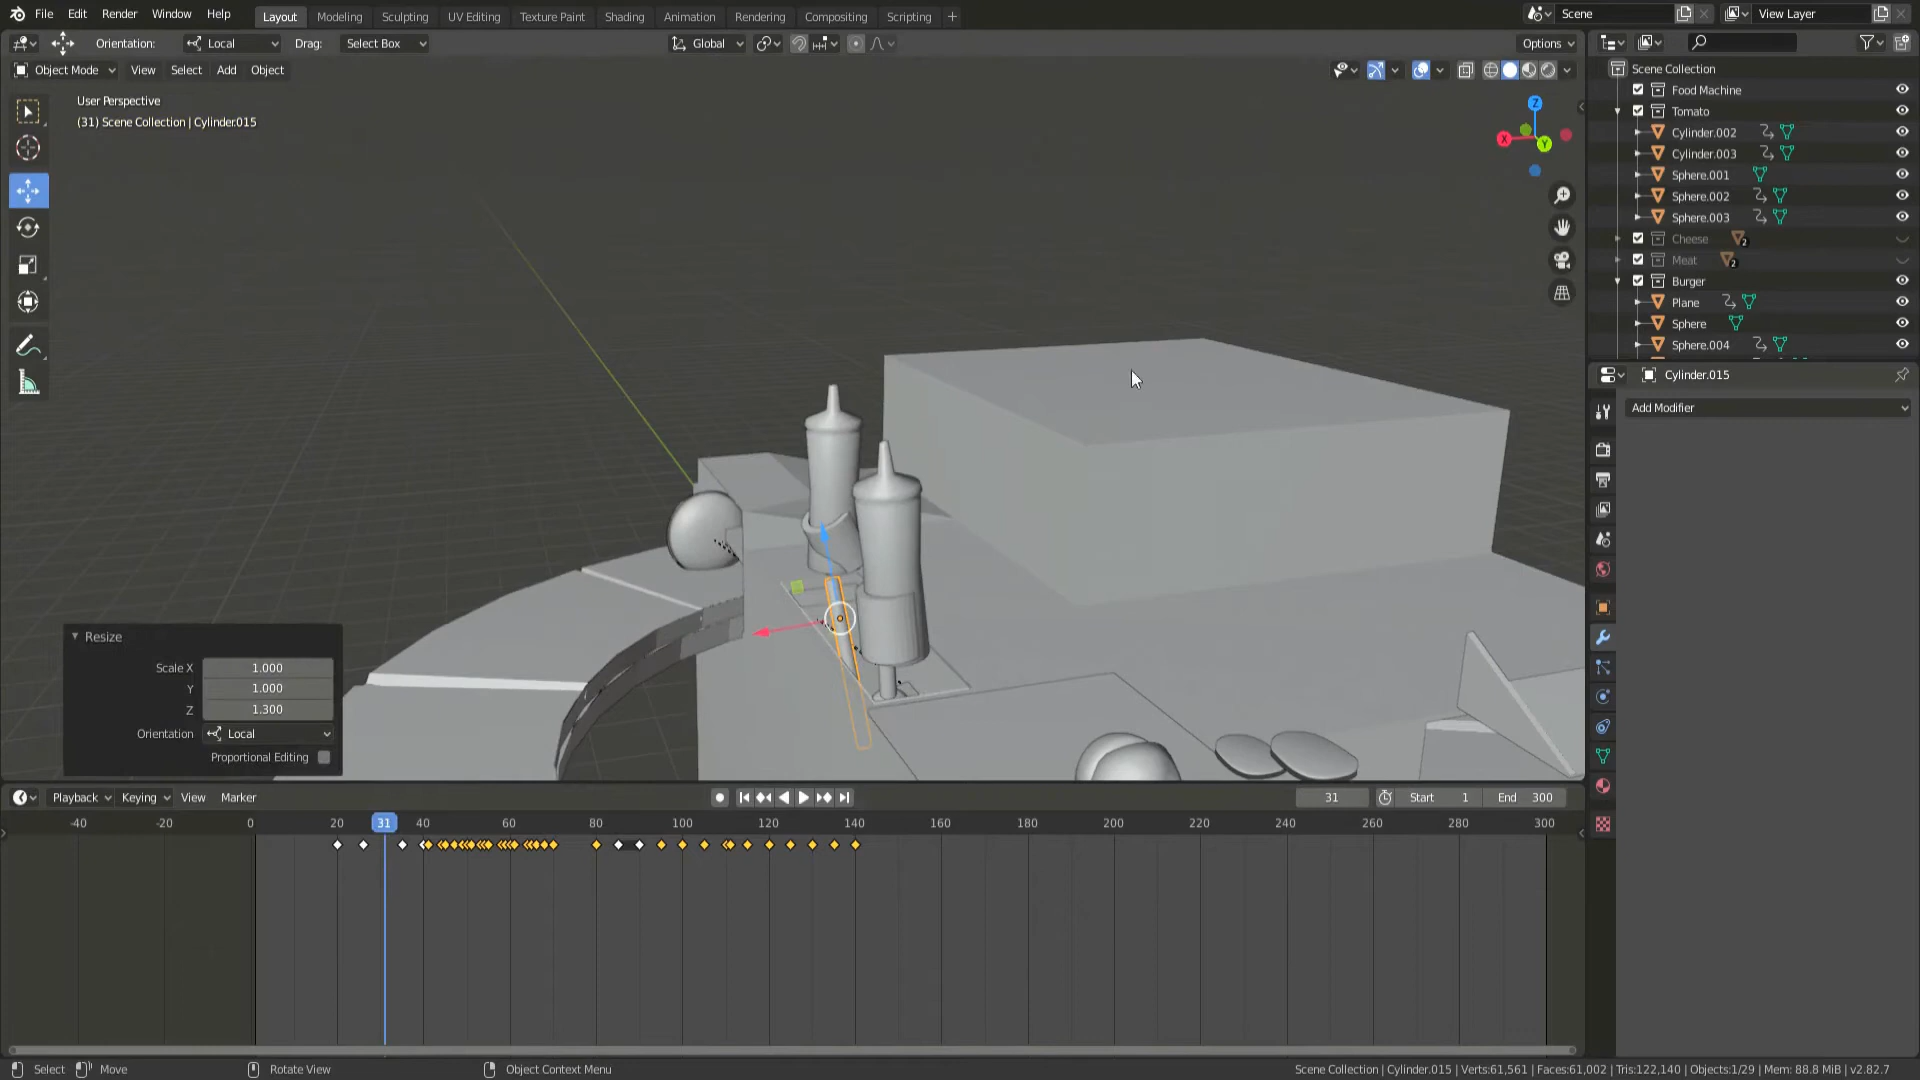 File Edit Render Window Help Layout Modeling Sculpting UV Editing Texture Paint Shading Animation Rendering Compositing Scripting + Scene View Layer
Orientation: Local Drag: Select Box Global Options
Object Mode View Select Add Object
User Perspective
(31) Scene Collection | Cylinder.015
Z
X
Y
Scene Collection
Food Machine
Tomato
Cylinder.002
Cylinder.003
Sphere.001
Sphere.002
Sphere.003
Cheese 2
Meat 2
Burger
Plane
Sphere
Sphere.004
Cylinder.015
Add Modifier
Resize
Scale X 1.000
Y 1.000
Z 1.300
Orientation Local
Proportional Editing
Playback Keying View Marker 31 Start 1 End 300
-40 -20 0 20 31 40 60 80 100 120 140 160 180 200 220 240 260 280 300
Select Move Rotate View Object Context Menu Scene Collection | Cylinder.015 | Verts:61,561 | Faces:61,002 | Tris:122,140 | Objects:1/29 | Mem: 88.8 MiB | v2.82.7